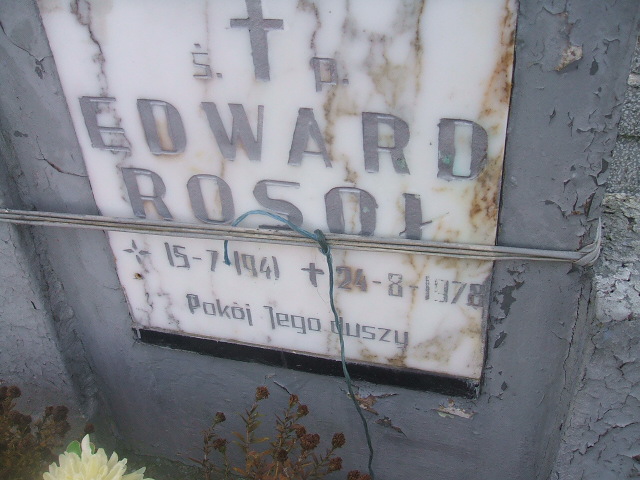 Ś. P.
EDWARD
ROSOŁ
15-7-1941 24-8-1978
Pokój Jego duszy